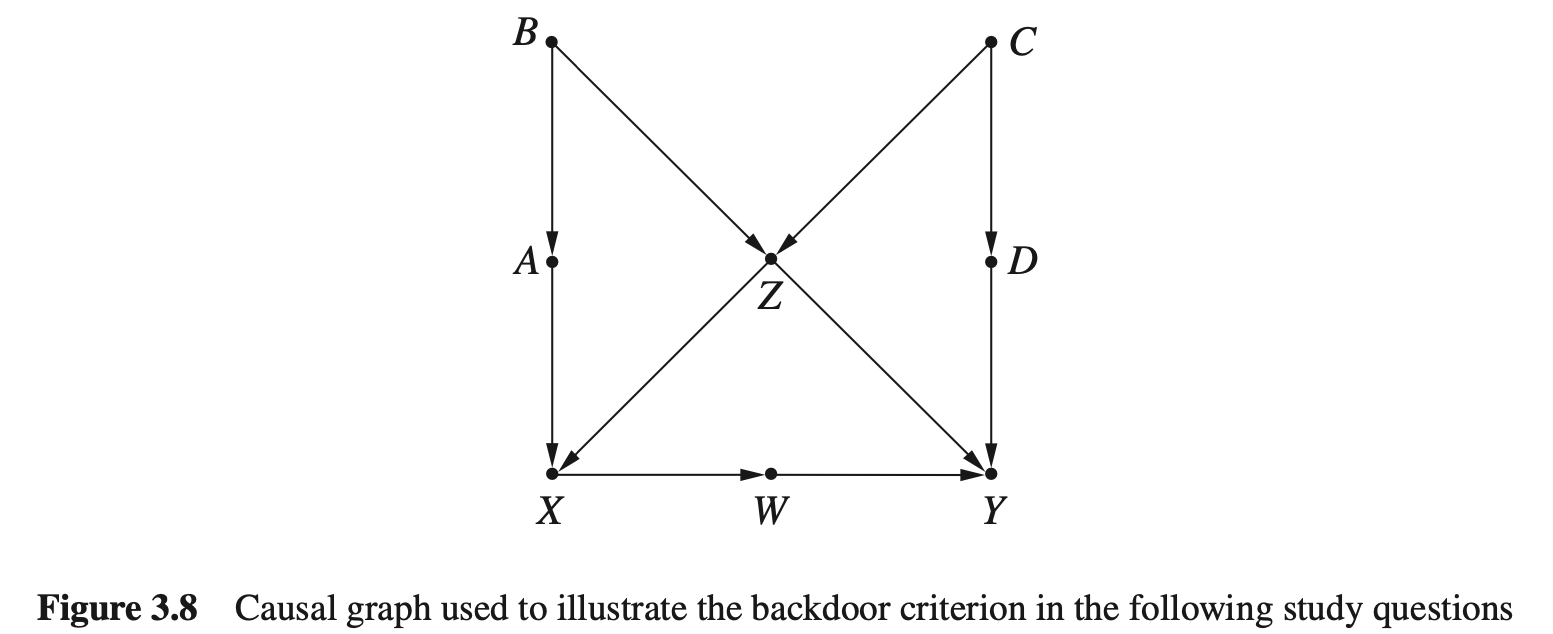 B
C
A
D
Z
X
W
Y
Figure 3.8 Causal graph used to illustrate the backdoor criterion in the following study questions